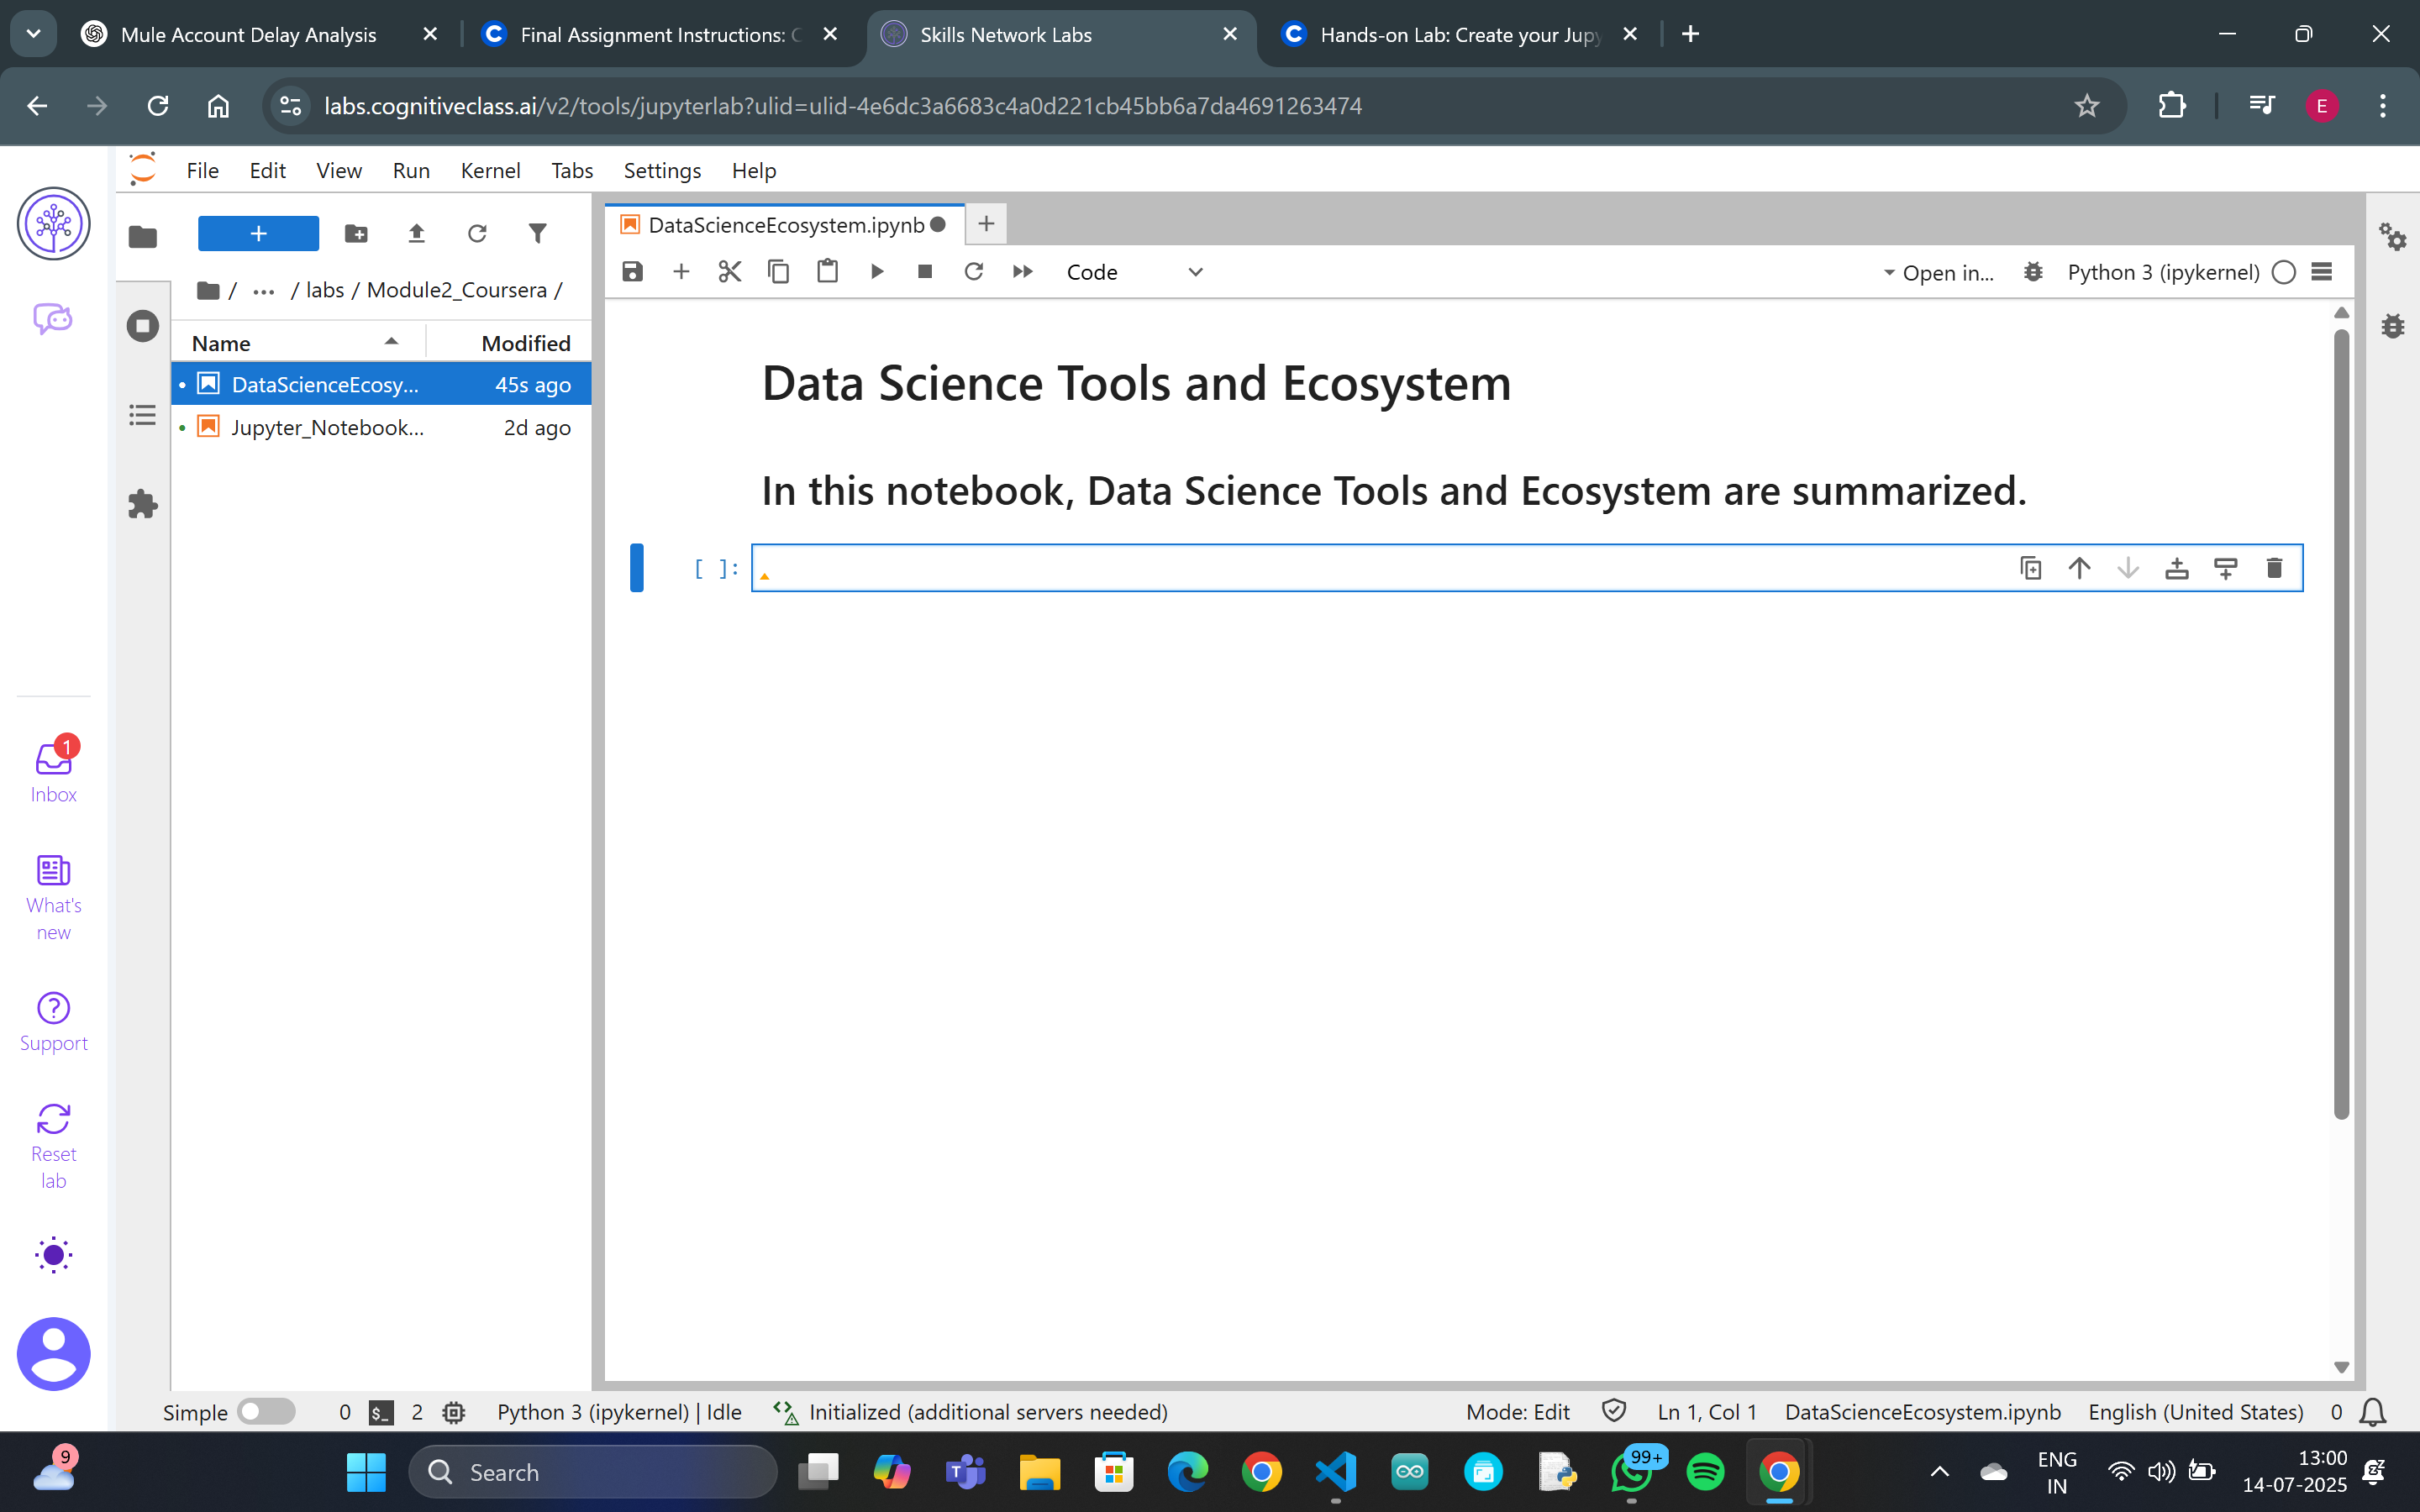 Mule Account Delay Analysis
Final Assignment Instructions: C
Skills Network Labs
Hands-on Lab: Create your Jupy
labs.cognitiveclass.ai/v2/tools/jupyterlab?ulid=ulid-4e6dc3a6683c4a0d221cb45bb6a7da4691263474
E
File Edit View Run Kernel Tabs Settings Help
DataScienceEcosystem.ipynb
/ ... / labs / Module2_Coursera /
Code
Open in...
Python 3 (ipykernel)
Name Modified
DataScienceEcosy... 45s ago
Jupyter_Notebook... 2d ago
Data Science Tools and Ecosystem
In this notebook, Data Science Tools and Ecosystem are summarized.
[ ]:
1
Inbox
What's
new
Support
Reset
lab
Simple 0 $_ 2 Python 3 (ipykernel) | Idle Initialized (additional servers needed) Mode: Edit Ln 1, Col 1 DataScienceEcosystem.ipynb English (United States) 0
9
Search
99+
ENG
IN
13:00
14-07-2025